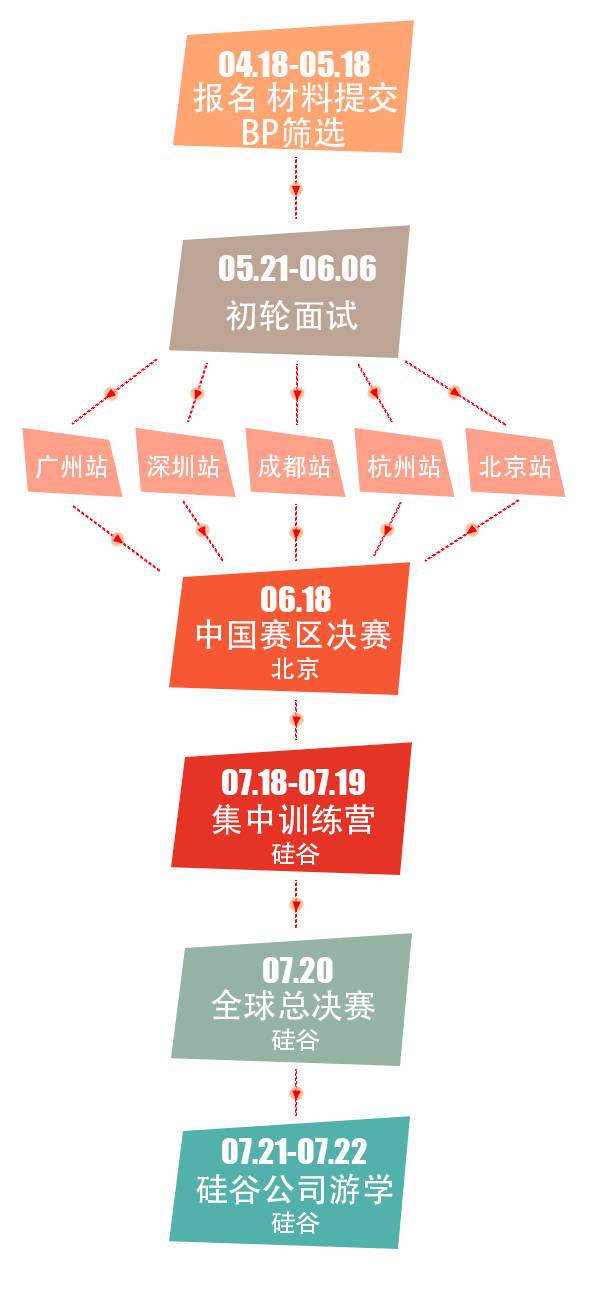 04.18-05.18
报名 材料提交
BP筛选
05.21-06.06
初轮面试
广州站 深圳站 成都站 杭州站 北京站
06.18
中国赛区决赛
北京
07.18-07.19
集中训练营
硅谷
07.20
全球总决赛
硅谷
07.21-07.22
硅谷公司游学
硅谷